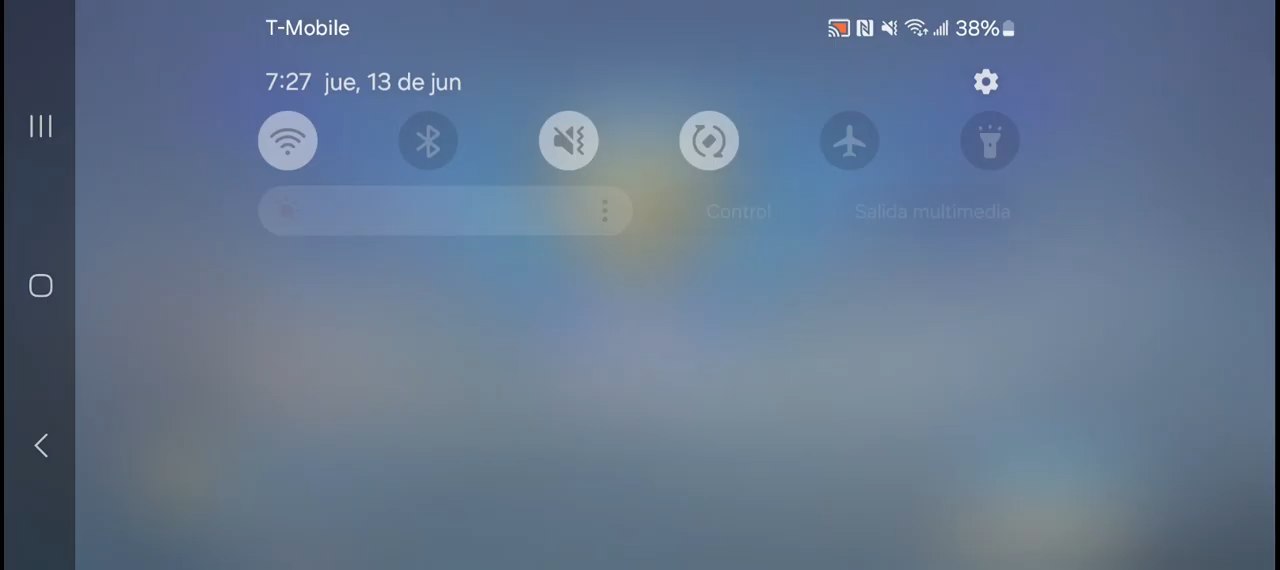 T-Mobile
38%
7:27 jue, 13 de jun
Control
Salida multimedia